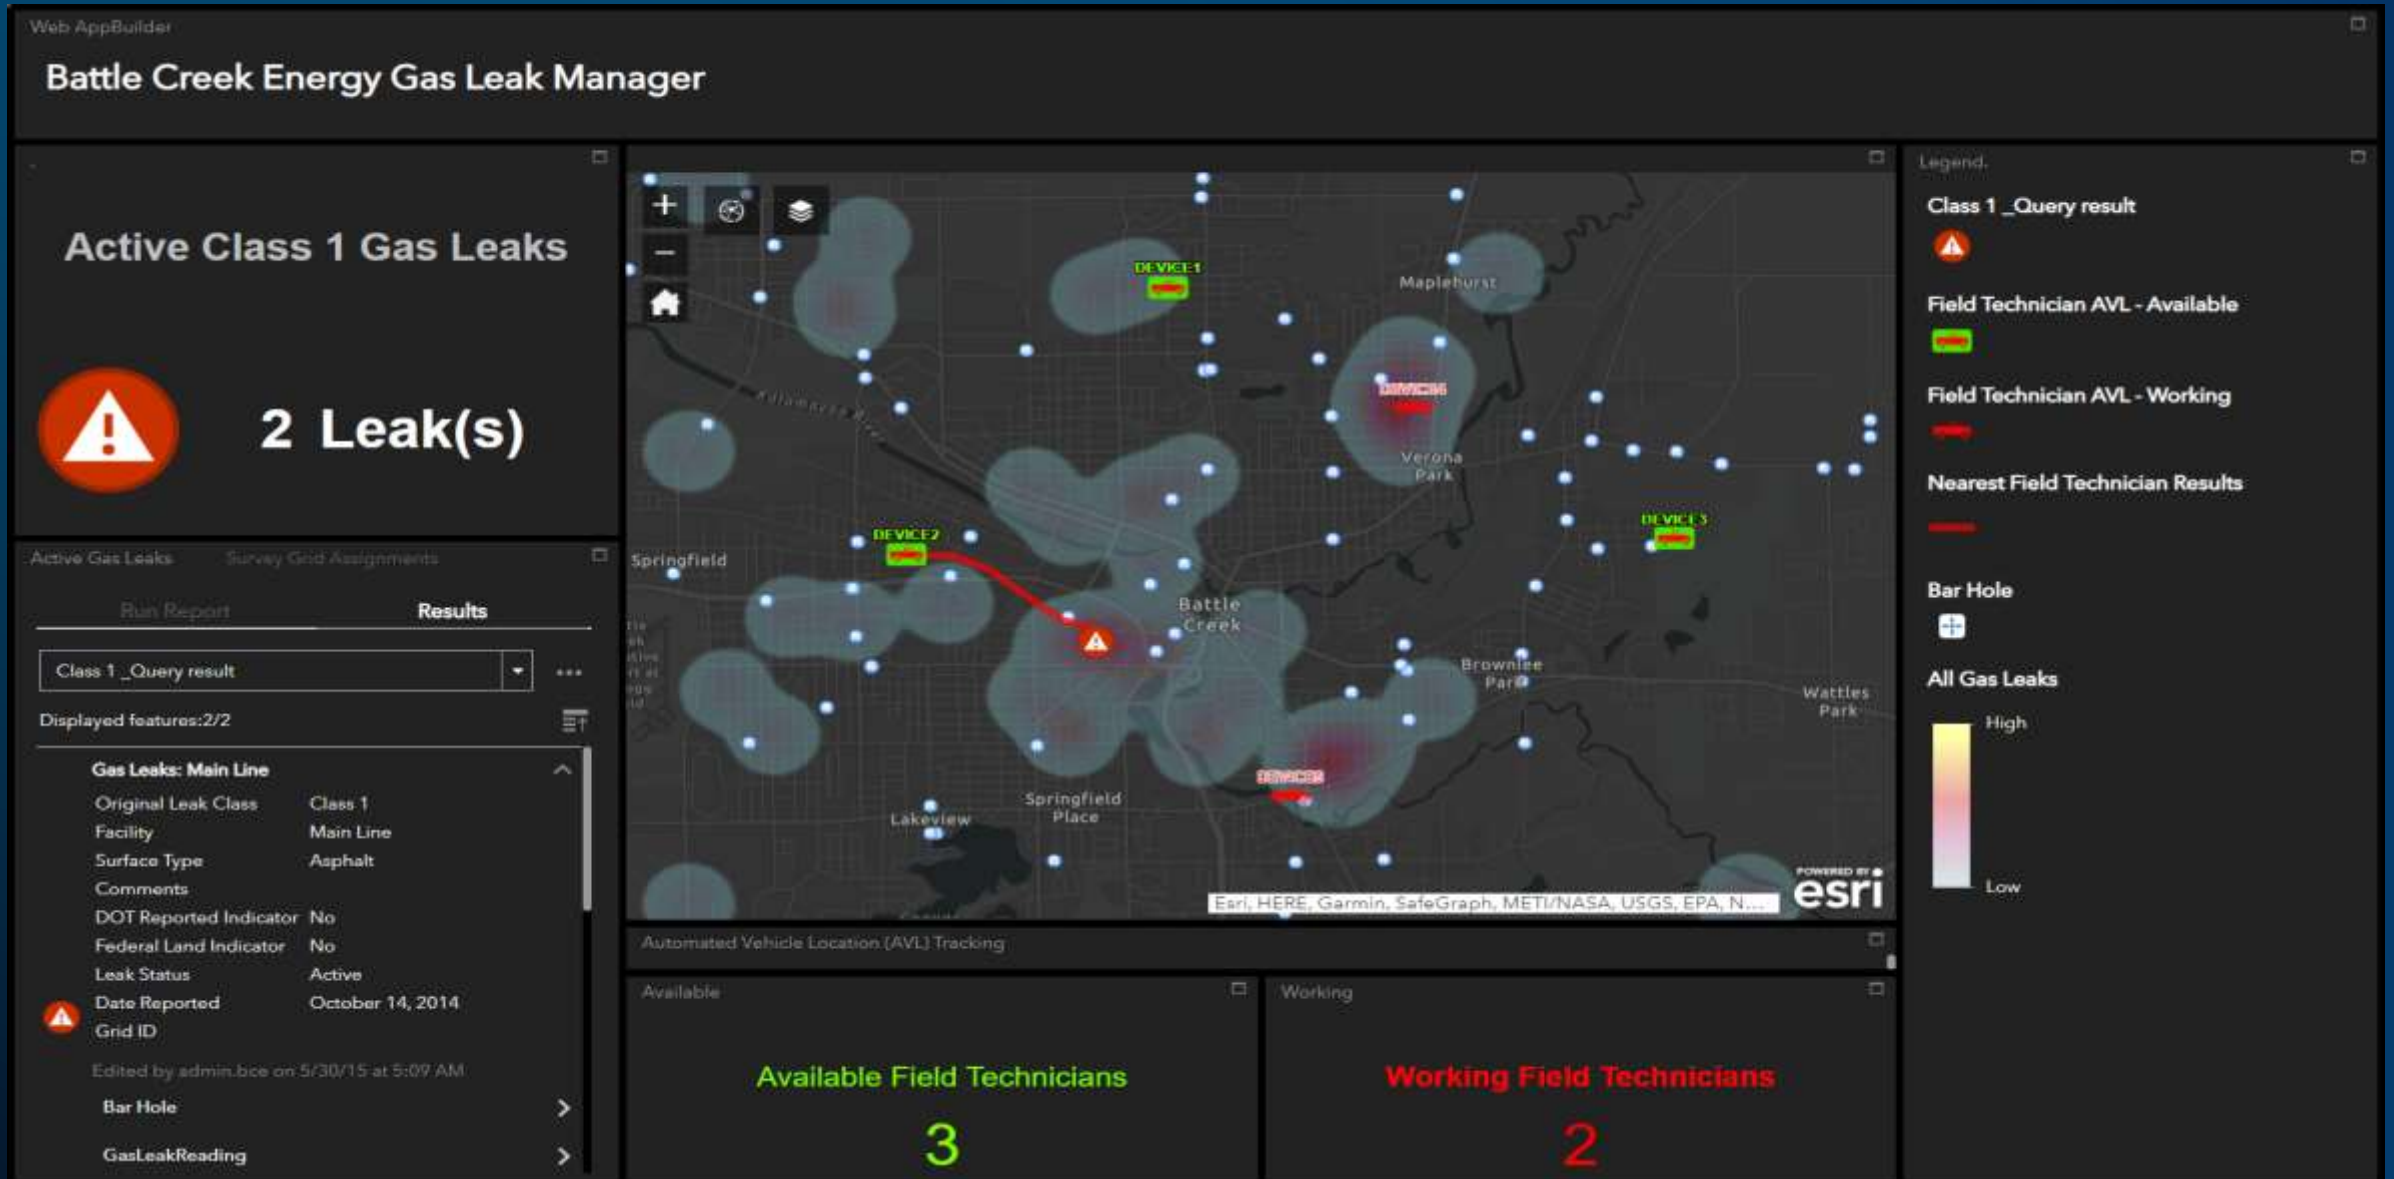 Web AppBuilder
Battle Creek Energy Gas Leak Manager
Active Class 1 Gas Leaks
2 Leak(s)
Active Gas Leaks
Survey Grid Assignments
Run Report
Results
Class 1 _Query result
Displayed features:2/2
Gas Leaks: Main Line
Original Leak Class Class 1
Facility Main Line
Surface Type Asphalt
Comments
DOT Reported Indicator No
Federal Land Indicator No
Leak Status Active
Date Reported October 14, 2014
Grid ID
Edited by admin.bce on 5/30/15 at 5:09 AM
Bar Hole
GasLeakReading
DEVICE1
Maplehurst
Kalamazoo River
Verona
Park
DEVICE2
DEVICE3
Springfield
Battle
Creek
Brownlee
Park
Wattles
Park
Springfield
Place
Lakeview
POWERED BY
esri
Esri, HERE, Garmin, SafeGraph, METI/NASA, USGS, EPA, N...
Automated Vehicle Location (AVL) Tracking
Available
Available Field Technicians
3
Working
Working Field Technicians
2
Legend.
Class 1 _Query result
Field Technician AVL - Available
Field Technician AVL - Working
Nearest Field Technician Results
Bar Hole
All Gas Leaks
High
Low